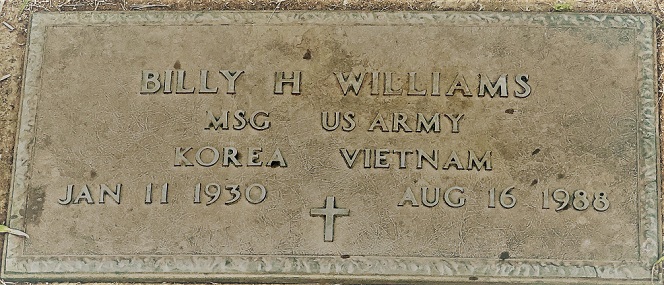 BILLY H WILLIAMS
MSG US ARMY
KOREA VIETNAM
JAN 11 1930 AUG 16 1988